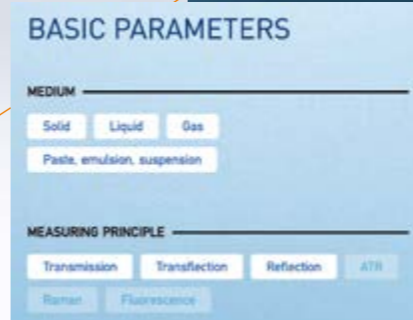 BASIC PARAMETERS
MEDIUM
Solid Liquid Gas
Paste, emulsion, suspension
MEASURING PRINCIPLE
Transmission Transflection Reflection ATR
Raman Fluorescence